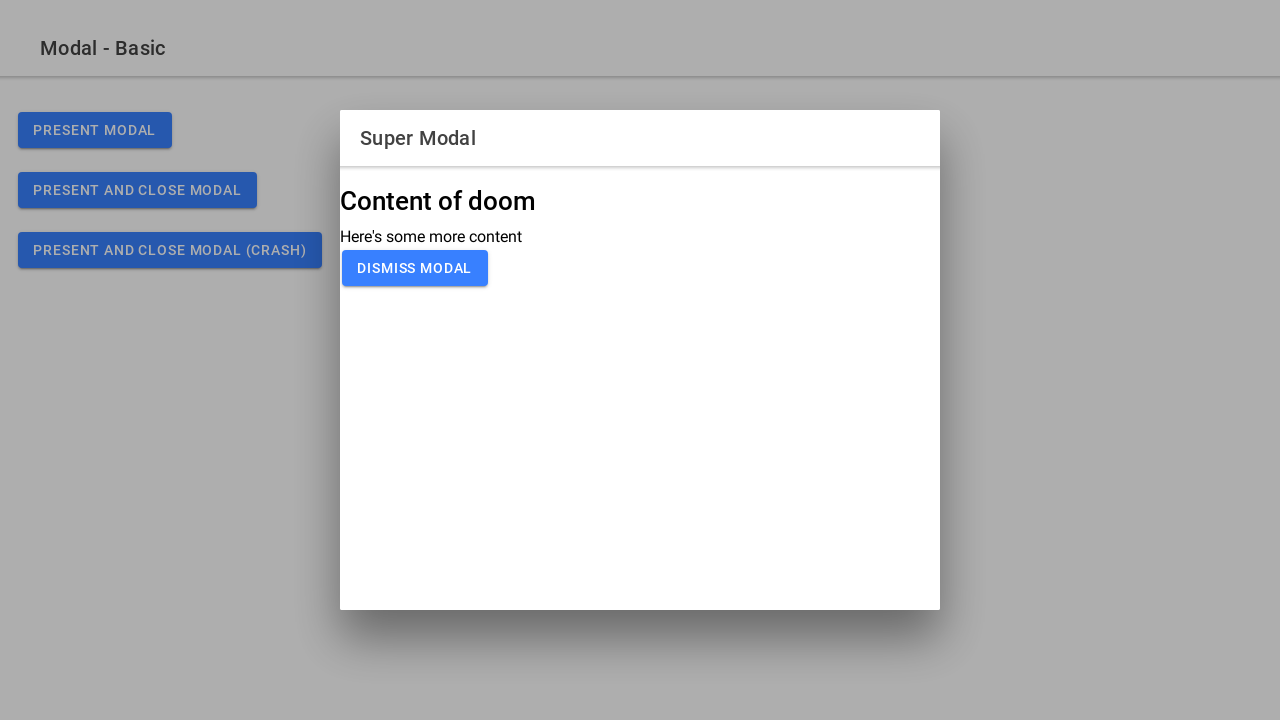 Modal - Basic
PRESENT MODAL
PRESENT AND CLOSE MODAL
PRESENT AND CLOSE MODAL (CRASH)
Super Modal
Content of doom
Here's some more content
DISMISS MODAL